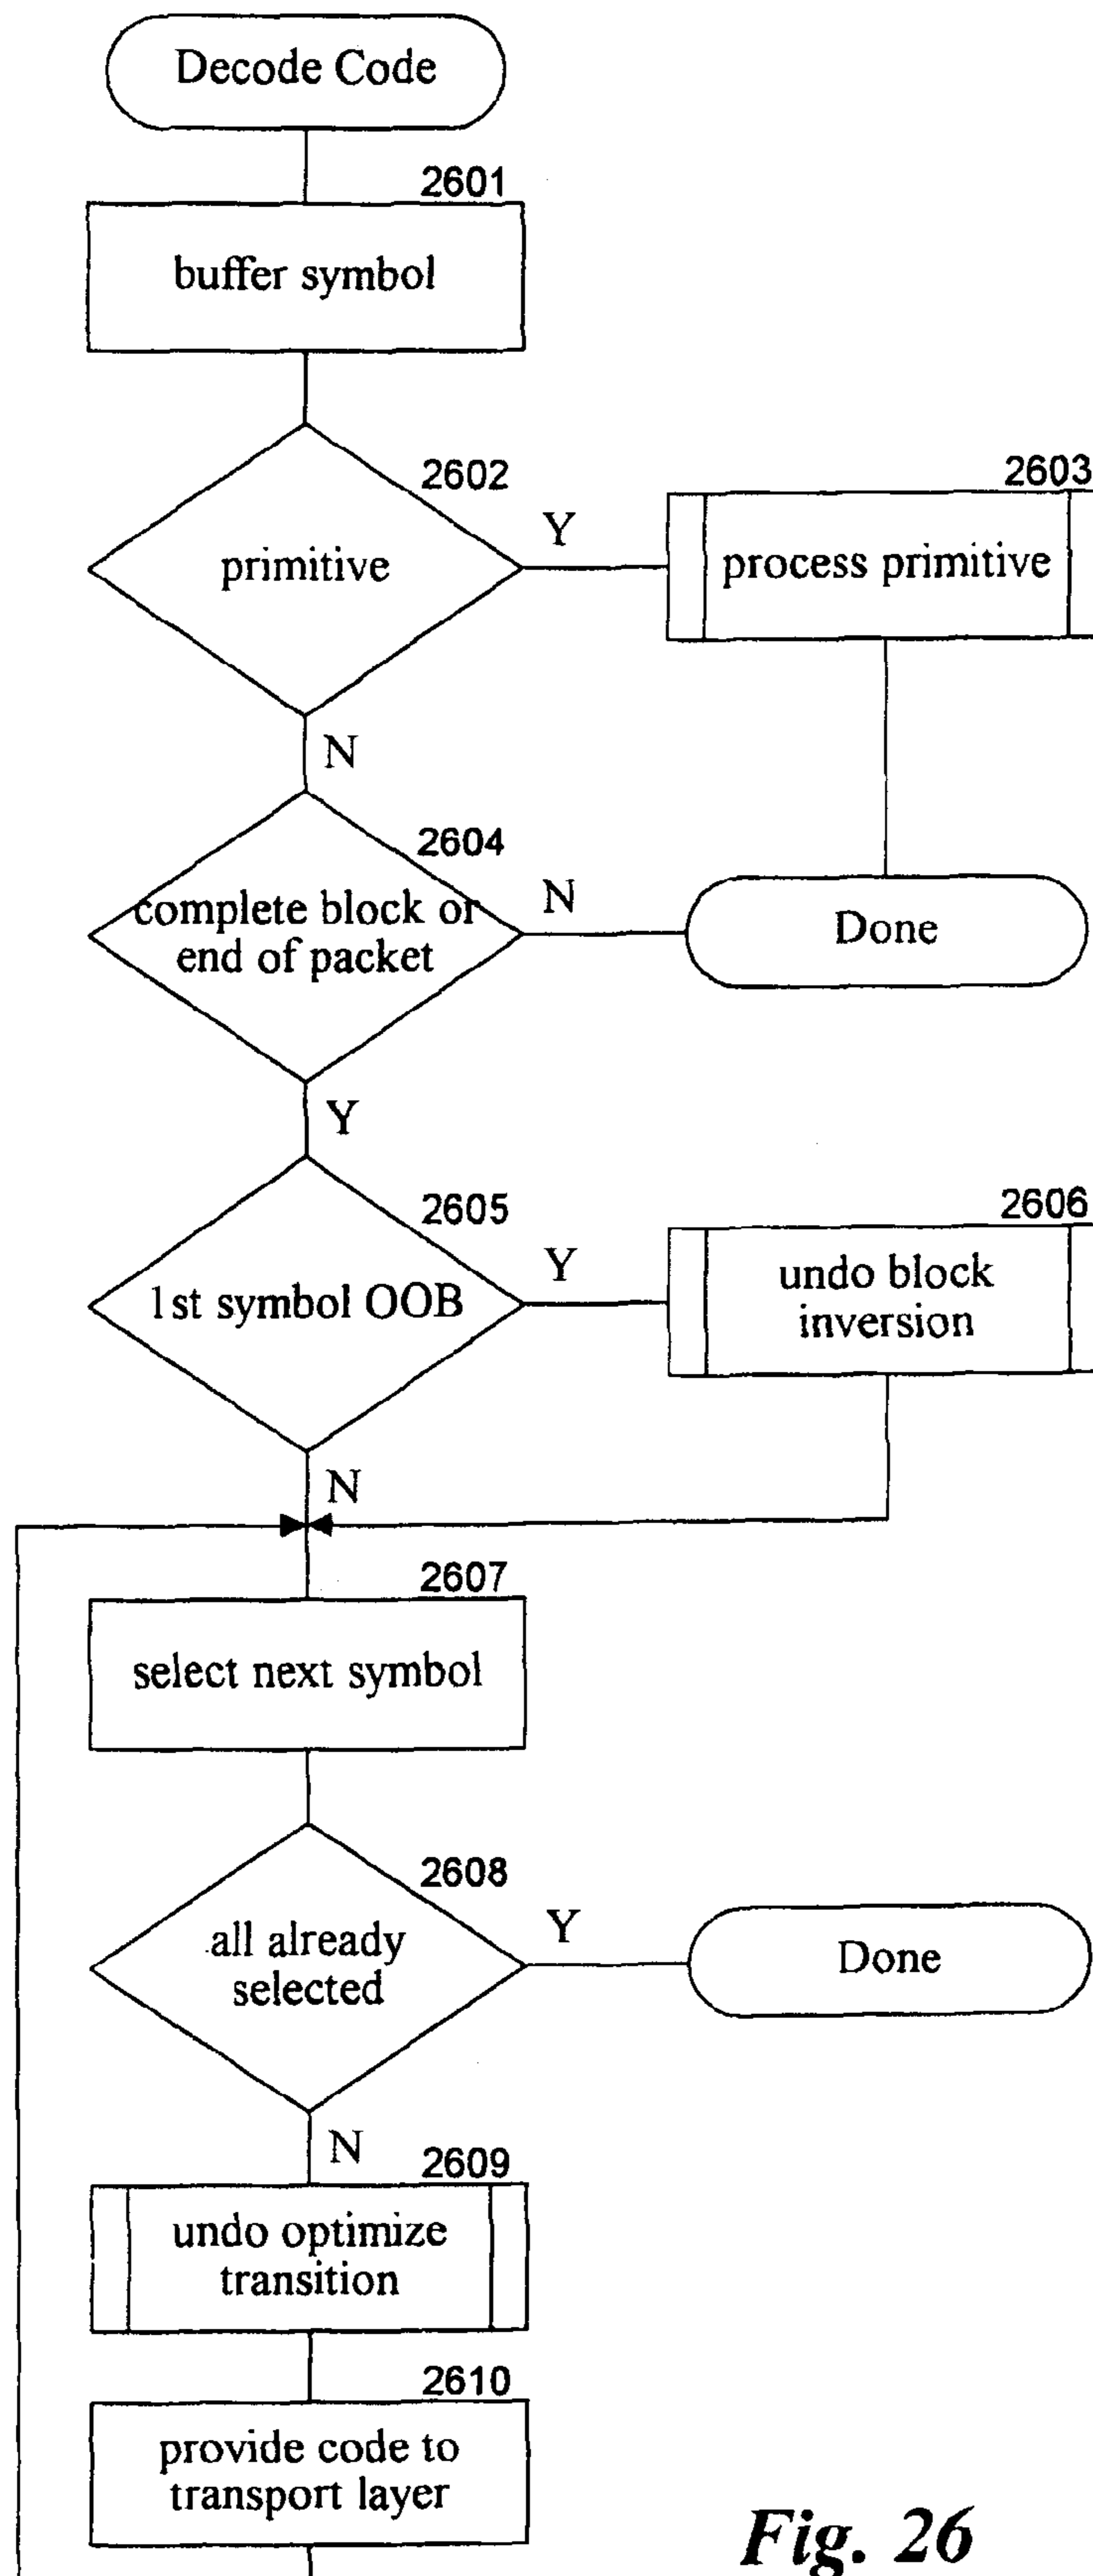 Decode Code
2601
buffer symbol
2602
primitive
Y
2603
process primitive
N
2604
complete block or
end of packet
N
Done
Y
2605
1st symbol OOB
Y
2606
undo block
inversion
N
2607
select next symbol
2608
all already
selected
Y
Done
N
2609
undo optimize
transition
2610
provide code to
transport layer
Fig. 26